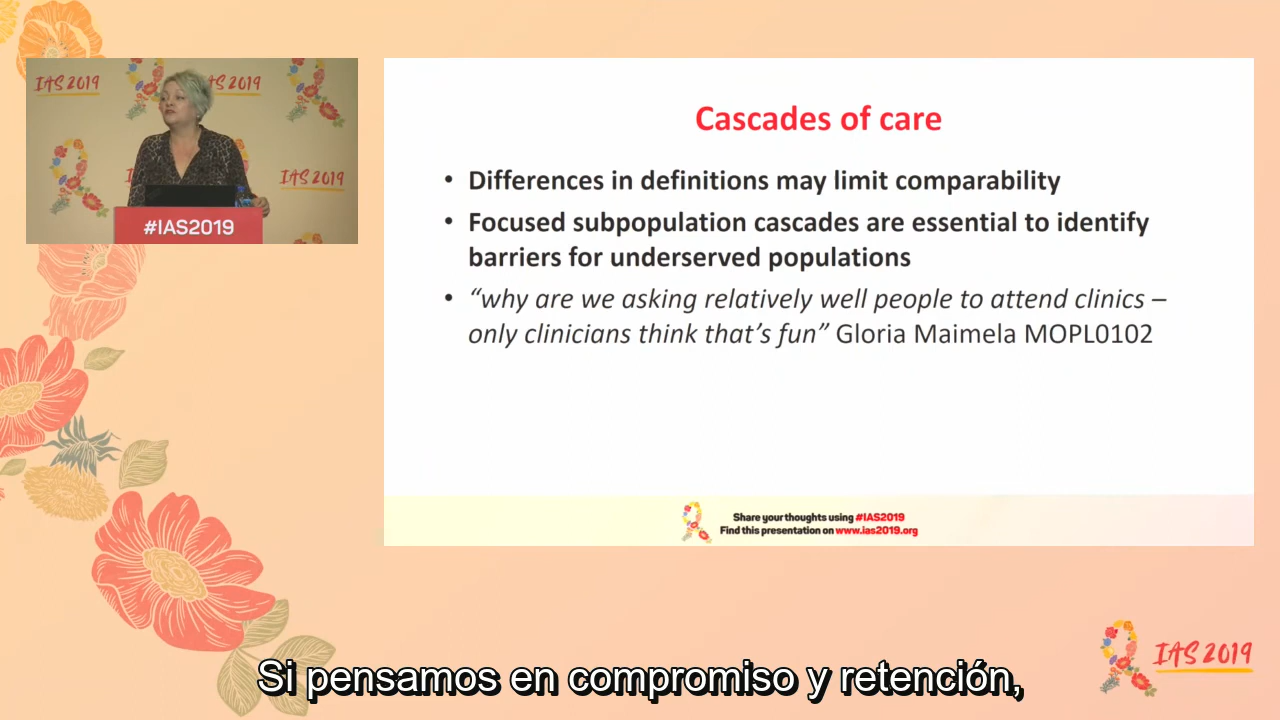 IAS 2019
AS 2019
IAS 2019
#IAS2019
Cascades of care
• Differences in definitions may limit comparability
• Focused subpopulation cascades are essential to identify
barriers for underserved populations
• “why are we asking relatively well people to attend clinics –
only clinicians think that’s fun” Gloria Maimela MOPL0102
Share your thoughts using #IAS2019
Find this presentation on www.ias2019.org
IAS 2019
Si pensamos en compromiso y retención,